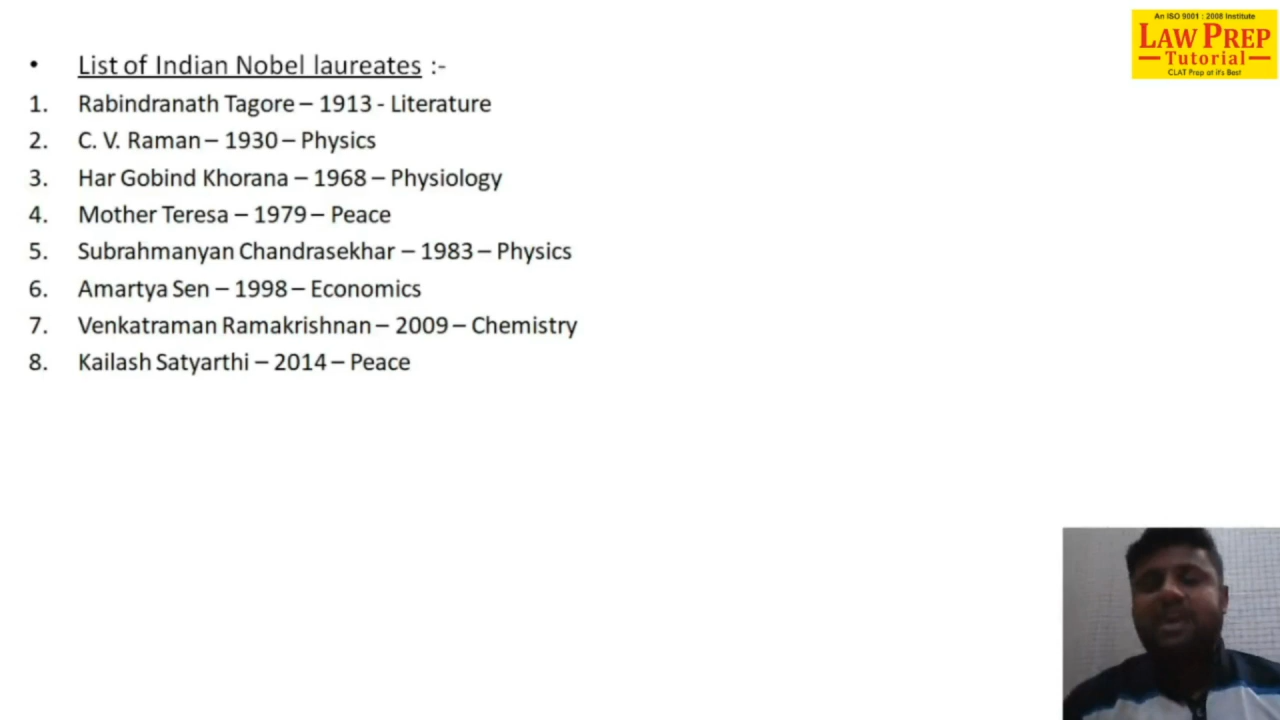 An ISO 9001 : 2008 Institute
LAW PREP
Tutorial
CLAT Prep at it's Best
• List of Indian Nobel laureates :-
1. Rabindranath Tagore – 1913 - Literature
2. C. V. Raman – 1930 – Physics
3. Har Gobind Khorana – 1968 – Physiology
4. Mother Teresa – 1979 – Peace
5. Subrahmanyan Chandrasekhar – 1983 – Physics
6. Amartya Sen – 1998 – Economics
7. Venkatraman Ramakrishnan – 2009 – Chemistry
8. Kailash Satyarthi – 2014 – Peace